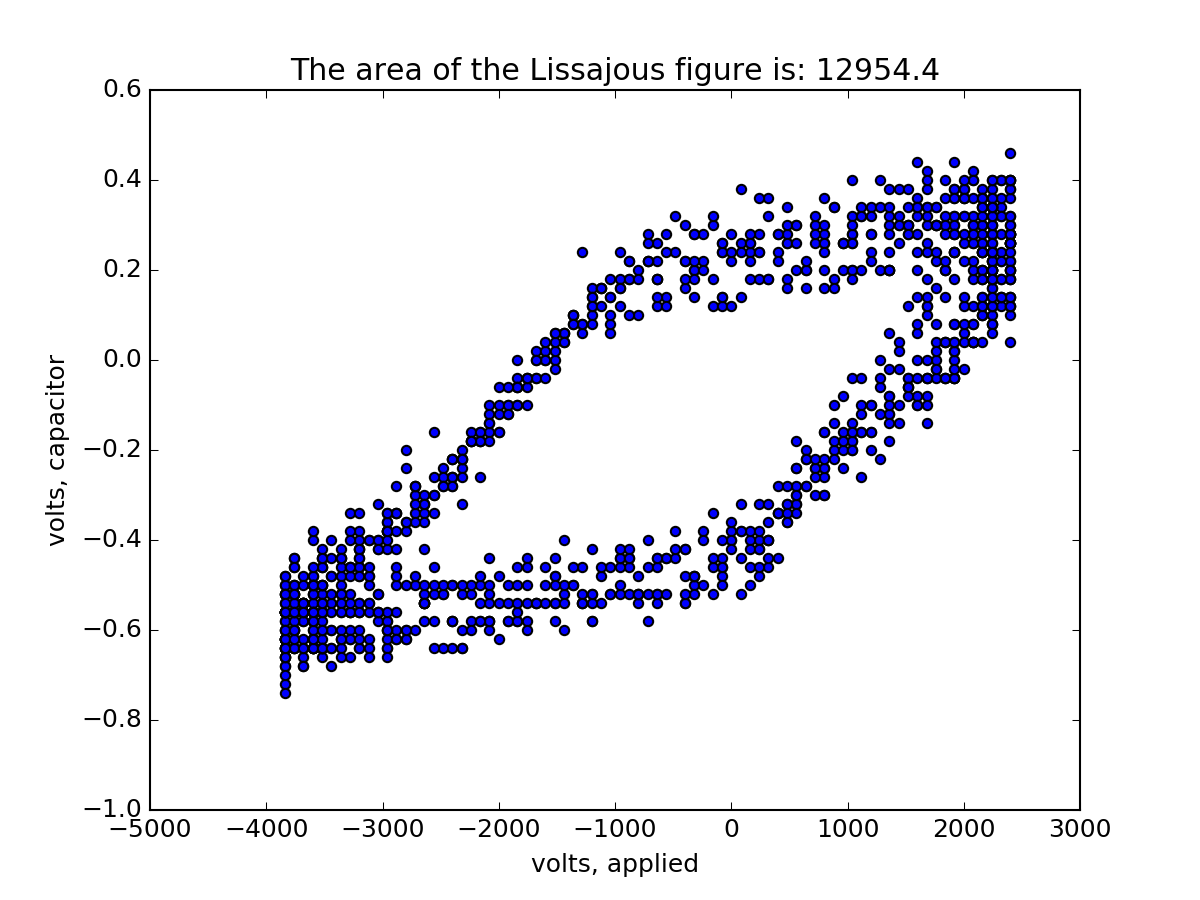 The area of the Lissajous figure is: 12954.4
0.6
0.4
0.2
0.0
−0.2
−0.4
−0.6
−0.8
−1.0
volts, capacitor
−5000 −4000 −3000 −2000 −1000 0 1000 2000 3000
volts, applied